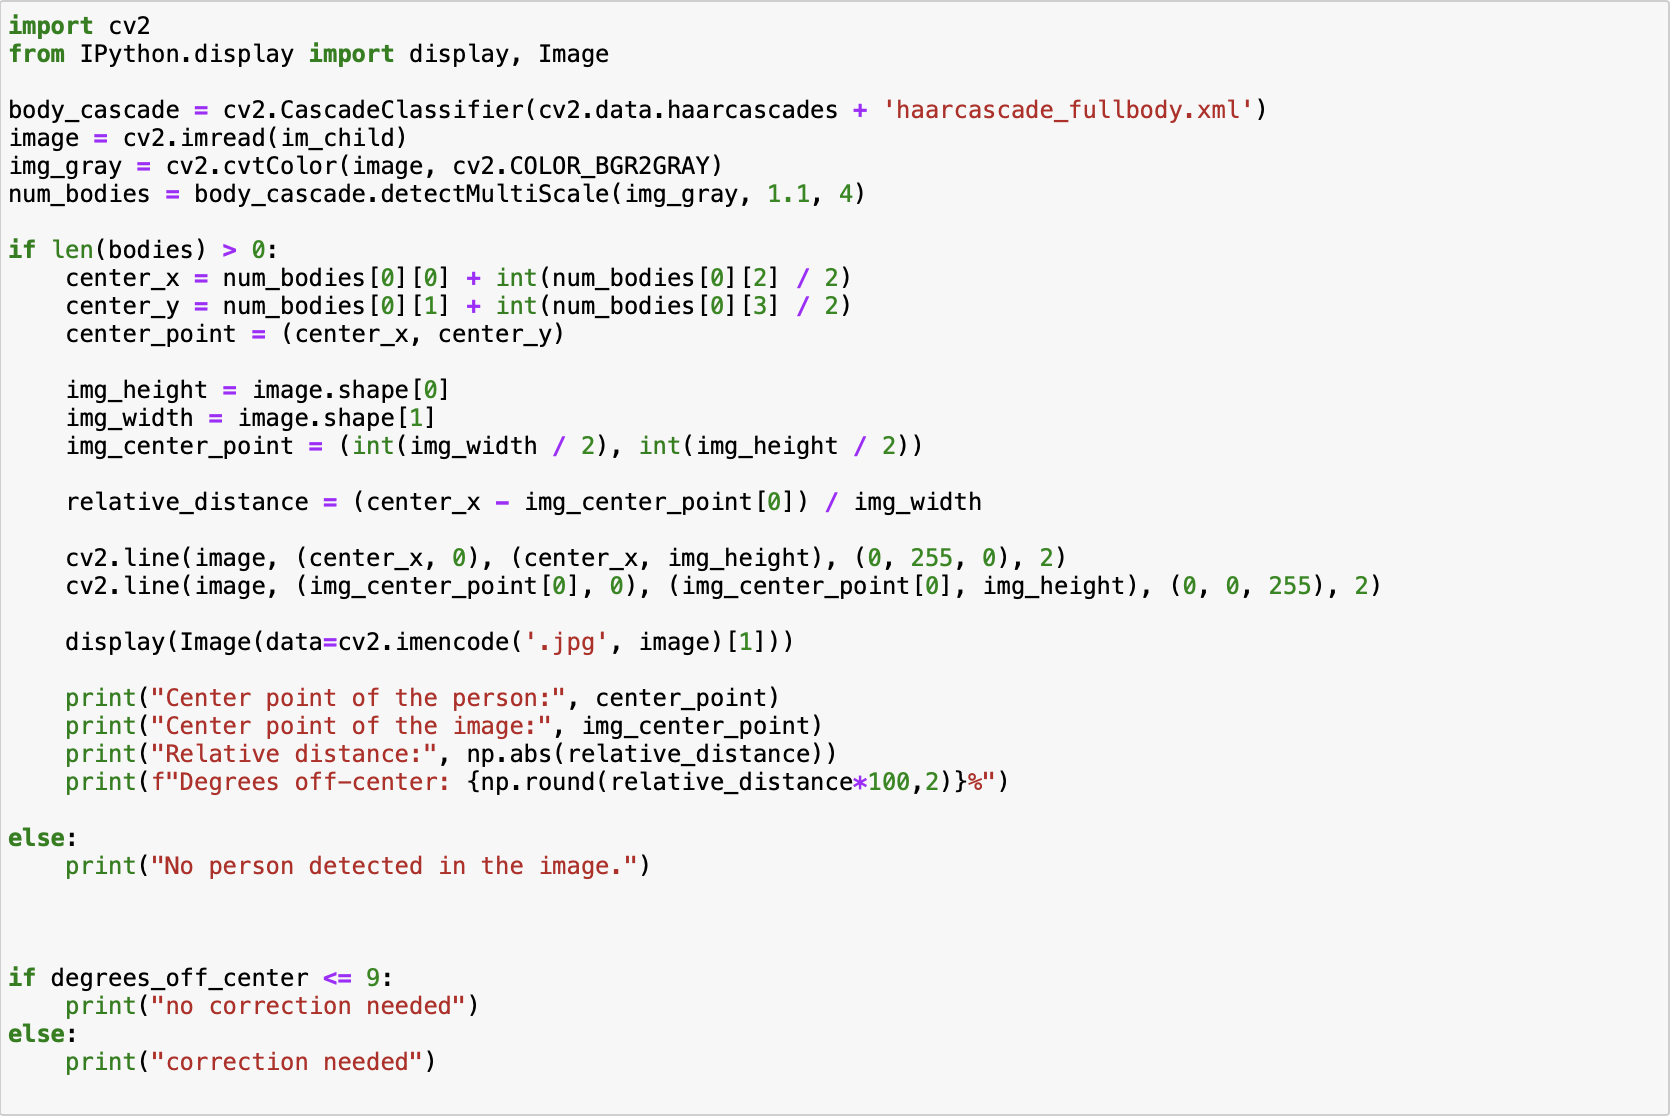 import cv2
from IPython.display import display, Image

body_cascade = cv2.CascadeClassifier(cv2.data.haarcascades + 'haarcascade_fullbody.xml')
image = cv2.imread(im_child)
img_gray = cv2.cvtColor(image, cv2.COLOR_BGR2GRAY)
num_bodies = body_cascade.detectMultiScale(img_gray, 1.1, 4)

if len(bodies) > 0:
    center_x = num_bodies[0][0] + int(num_bodies[0][2] / 2)
    center_y = num_bodies[0][1] + int(num_bodies[0][3] / 2)
    center_point = (center_x, center_y)

    img_height = image.shape[0]
    img_width = image.shape[1]
    img_center_point = (int(img_width / 2), int(img_height / 2))

    relative_distance = (center_x - img_center_point[0]) / img_width

    cv2.line(image, (center_x, 0), (center_x, img_height), (0, 255, 0), 2)
    cv2.line(image, (img_center_point[0], 0), (img_center_point[0], img_height), (0, 0, 255), 2)

    display(Image(data=cv2.imencode('.jpg', image)[1]))

    print("Center point of the person:", center_point)
    print("Center point of the image:", img_center_point)
    print("Relative distance:", np.abs(relative_distance))
    print(f"Degrees off-center: {np.round(relative_distance*100,2)}%")

else:
    print("No person detected in the image.")



if degrees_off_center <= 9:
    print("no correction needed")
else:
    print("correction needed")